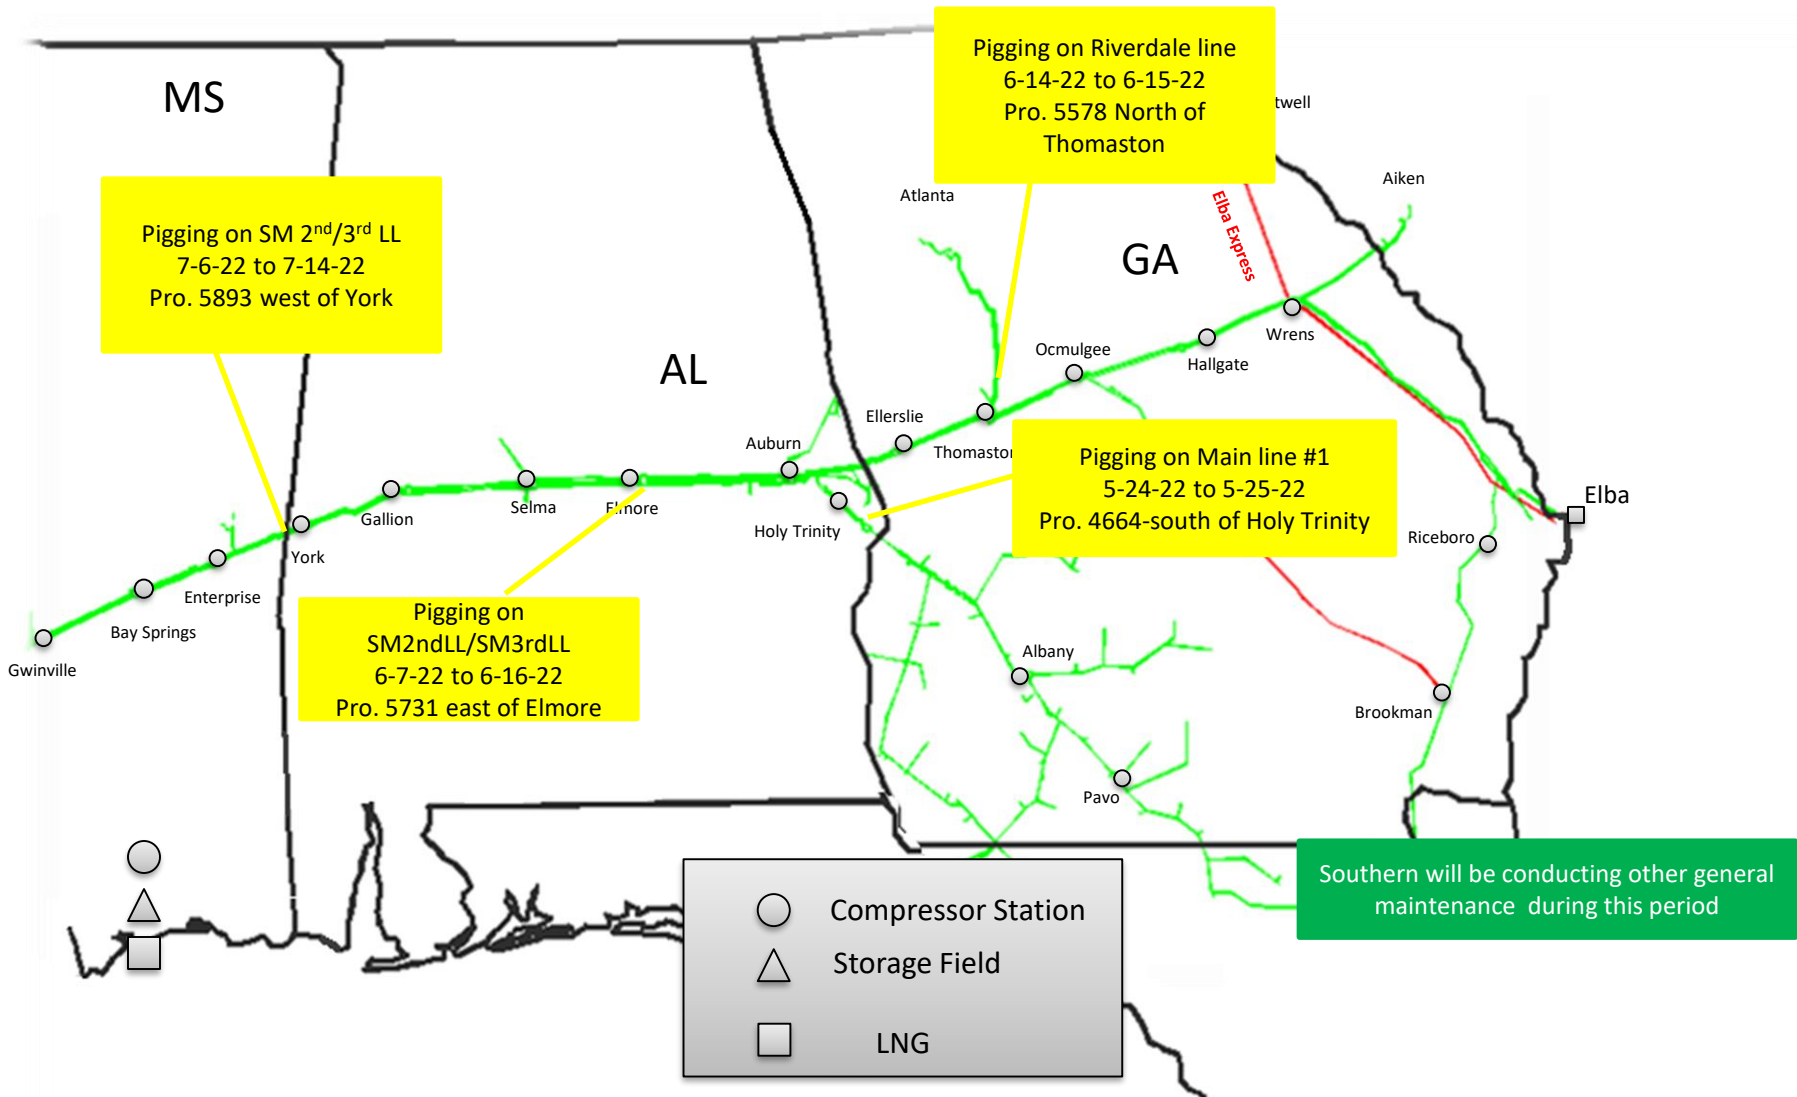 Pigging on Riverdale line
6-14-22 to 6-15-22
Pro. 5578 North of
Thomaston
MS
twell
Aiken
Atlanta
Elba Express
Pigging on SM 2nd/3rd LL
7-6-22 to 7-14-22
Pro. 5893 west of York
GA
Wrens
Ocmulgee
Hallgate
AL
Ellerslie
Auburn
Thomaston
Pigging on Main line #1
5-24-22 to 5-25-22
Pro. 4664-south of Holy Trinity
Elba
Selma
Elmore
Gallion
Holy Trinity
Riceboro
York
Enterprise
Bay Springs
Gwinville
Pigging on
SM2ndLL/SM3rdLL
6-7-22 to 6-16-22
Pro. 5731 east of Elmore
Albany
Brookman
Pavo
Southern will be conducting other general
maintenance during this period
Compressor Station
Storage Field
LNG